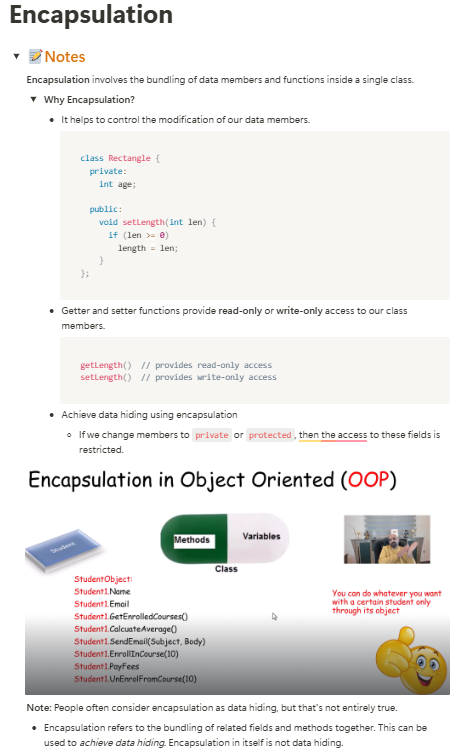 Encapsulation
Notes
Encapsulation involves the bundling of data members and functions inside a single class.
Why Encapsulation?
It helps to control the modification of our data members.
class Rectangle {
private:
int age;
public:
void setLength(int len) {
if (len >= 0)
length = len;
}
};
Getter and setter functions provide read-only or write-only access to our class
members.
getLength() // provides read-only access
setLength() // provides write-only access
Achieve data hiding using encapsulation
If we change members to private or protected, then the access to these fields is
restricted.
Encapsulation in Object Oriented (OOP)
Student
Methods
Variables
Class
StudentObject:
Student1.Name
Student1.Email
Student1.GetEnrolledCourses()
Student1.CalcuateAverage()
Student1.SendEmail(Subject, Body)
Student1.EnrollInCourse(10)
Student1.PayFees
Student1.UnEnrolFromCourse(10)
You can do whatever you want
with a certain student only
through its object
Note: People often consider encapsulation as data hiding, but that's not entirely true.
Encapsulation refers to the bundling of related fields and methods together. This can be
used to achieve data hiding. Encapsulation in itself is not data hiding.